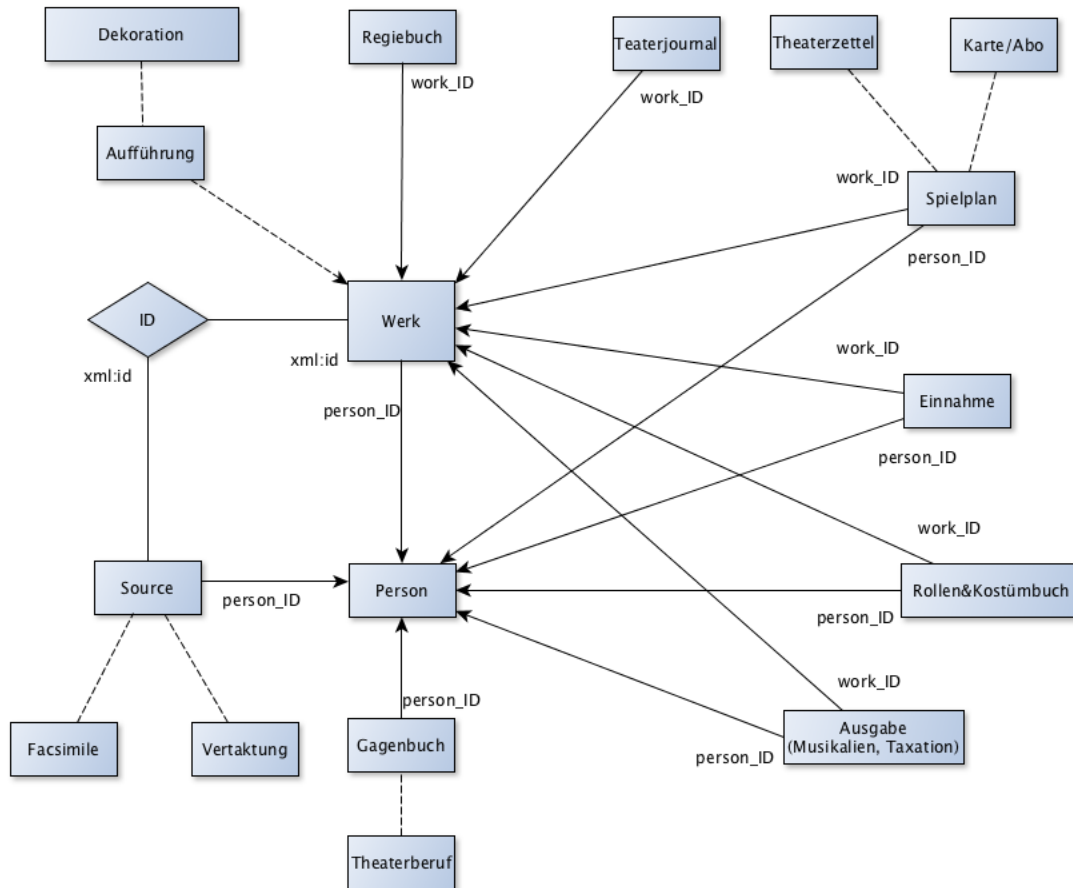 Dekoration
Regiebuch
Teaterjournal
Theaterzettel
Karte/Abo
work_ID
work_ID
Aufführung
work_ID
Spielplan
person_ID
ID
Werk
xml:id
xml:id
work_ID
person_ID
Einnahme
person_ID
work_ID
Source
person_ID
Person
Rollen&Kostümbuch
person_ID
work_ID
person_ID
Facsimile
Vertaktung
Gagenbuch
Ausgabe
(Musikalien, Taxation)
person_ID
Theaterberuf